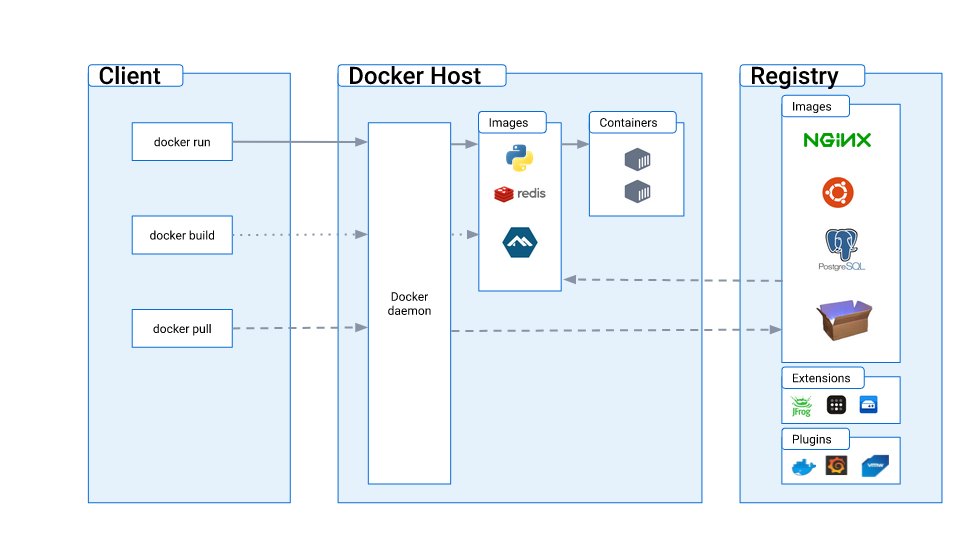 Client
docker run
docker build
docker pull
Docker Host
Docker
daemon
Images
redis
Containers
Registry
Images
NGINX
PostgreSQL
Extensions
JFrog
Plugins
vmw